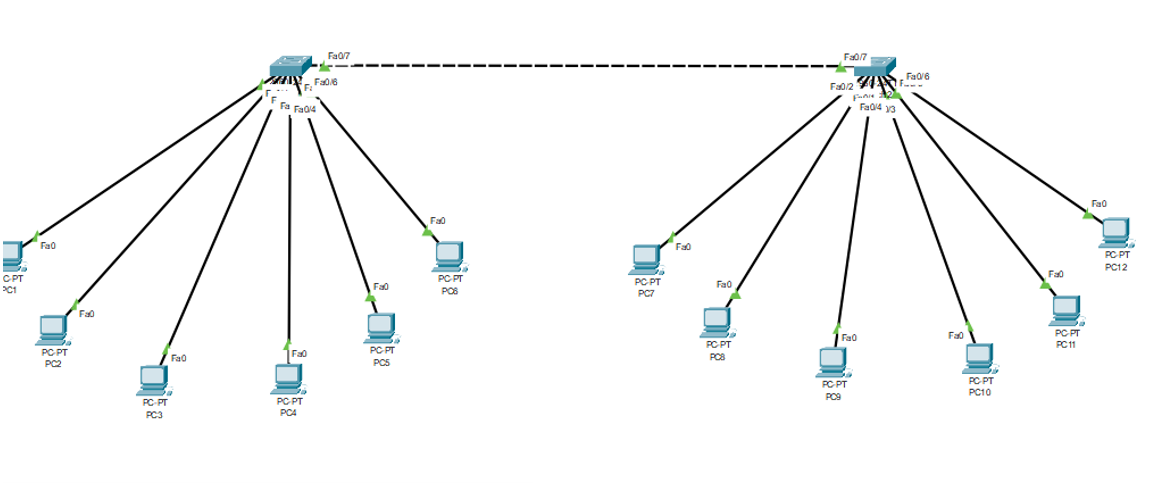 Fa0/7
Fa0/6
Fa0/4
Fa0/7
Fa0/6
Fa0/2
Fa0/4
Fa0
C-PT
PC1
Fa0
PC-PT
PC2
Fa0
PC-PT
PC3
Fa0
PC-PT
PC4
Fa0
PC-PT
PC5
Fa0
PC-PT
PC6
Fa0
PC-PT
PC7
Fa0
PC-PT
PC8
Fa0
PC-PT
PC9
Fa0
PC-PT
PC10
Fa0
PC-PT
PC11
Fa0
PC-PT
PC12